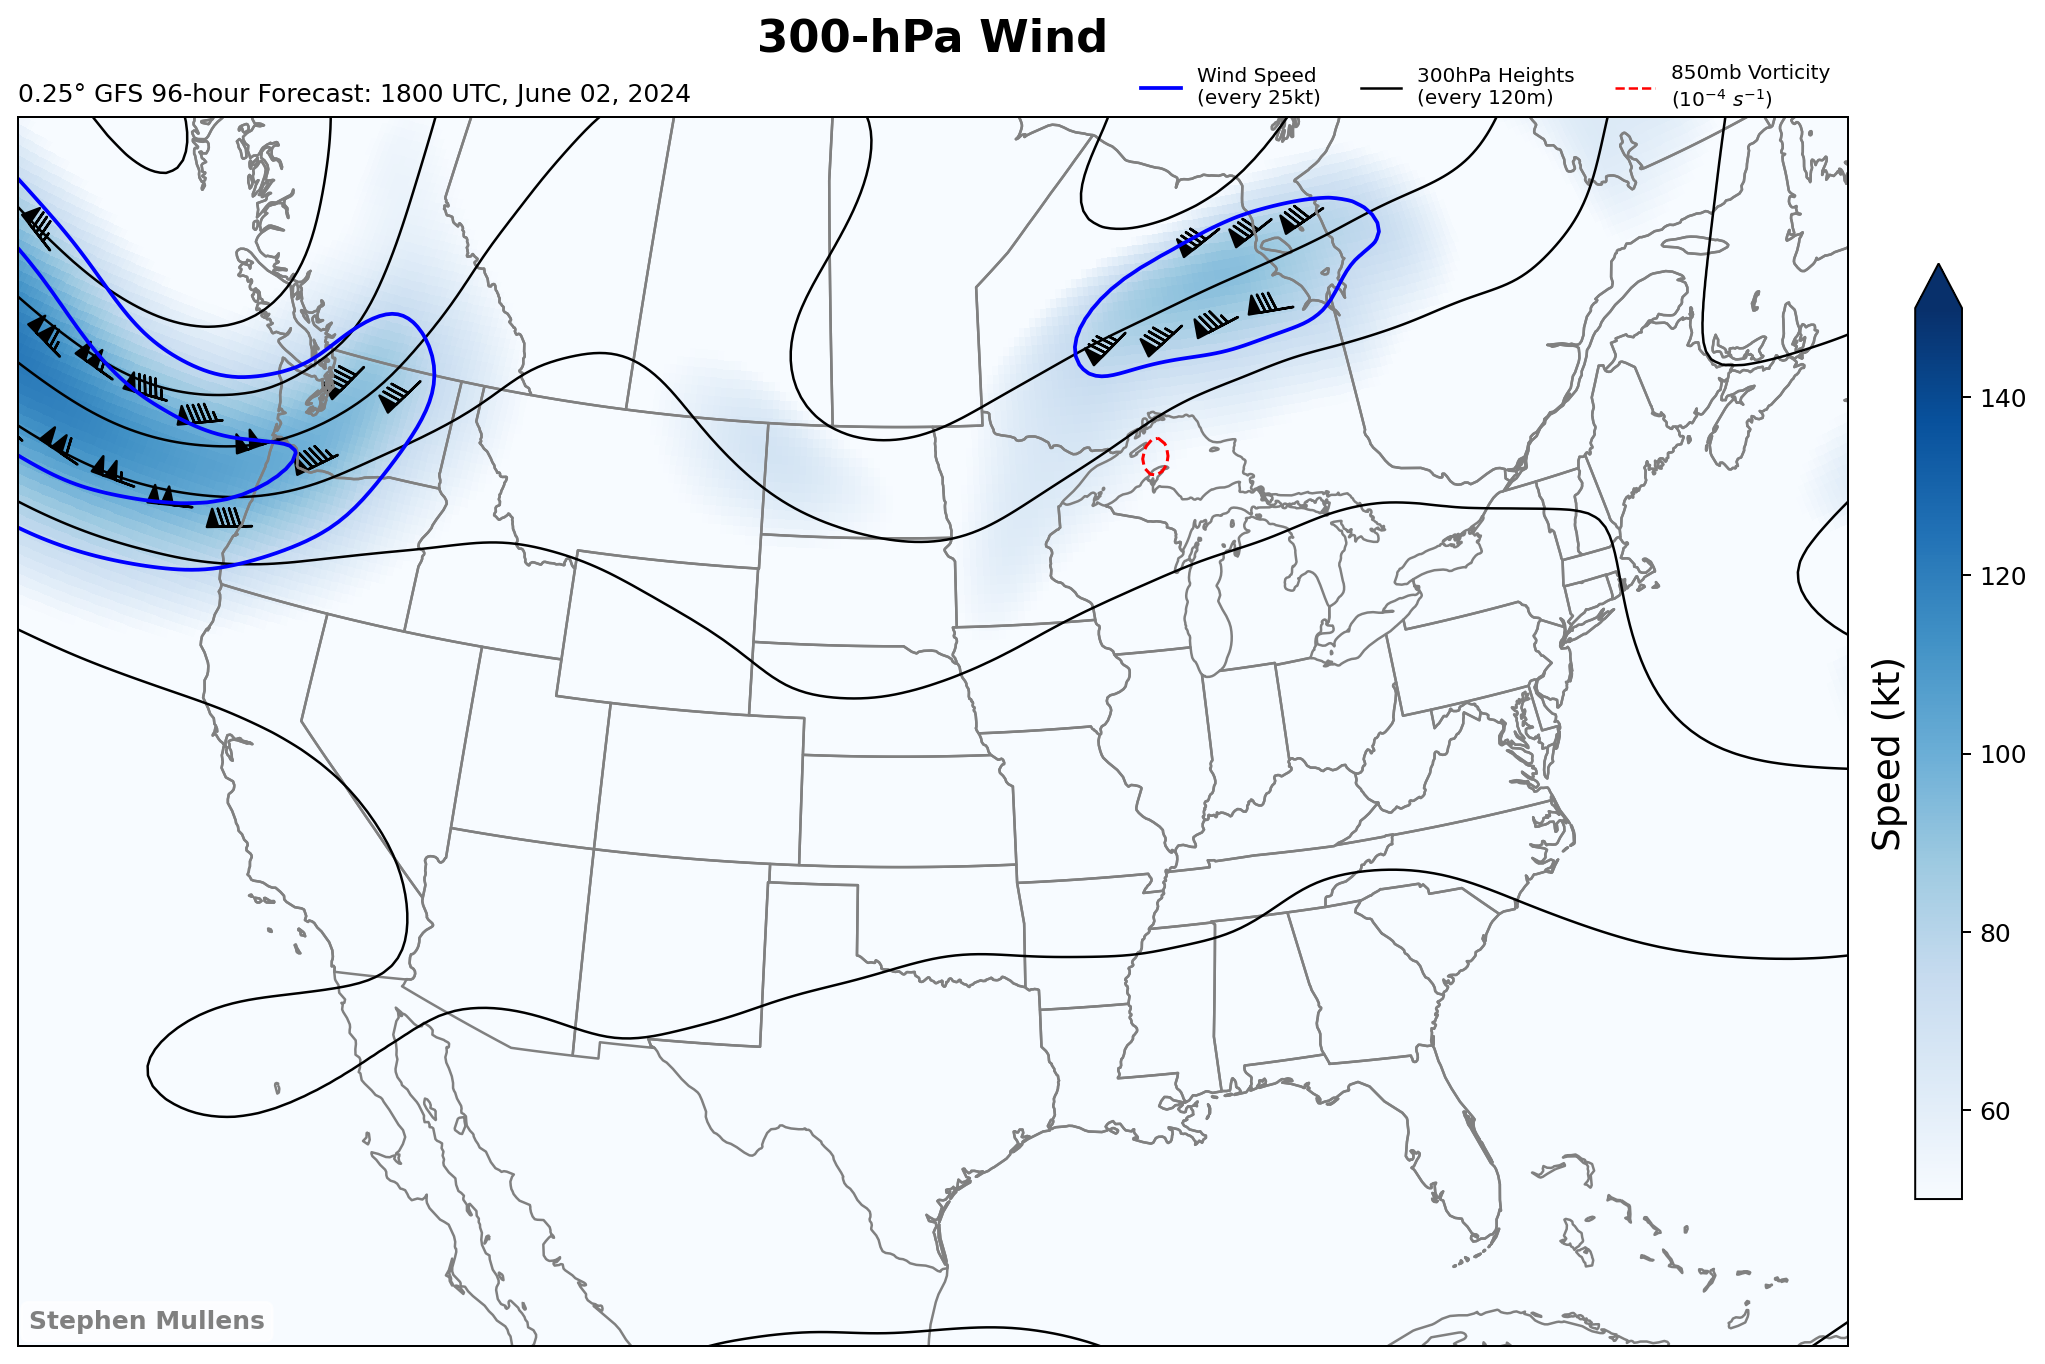 300-hPa Wind
0.25° GFS 96-hour Forecast: 1800 UTC, June 02, 2024
Wind Speed
(every 25kt)
300hPa Heights
(every 120m)
850mb Vorticity
(10⁻⁴ s⁻¹)
140
120
100
80
60
Speed (kt)
Stephen Mullens